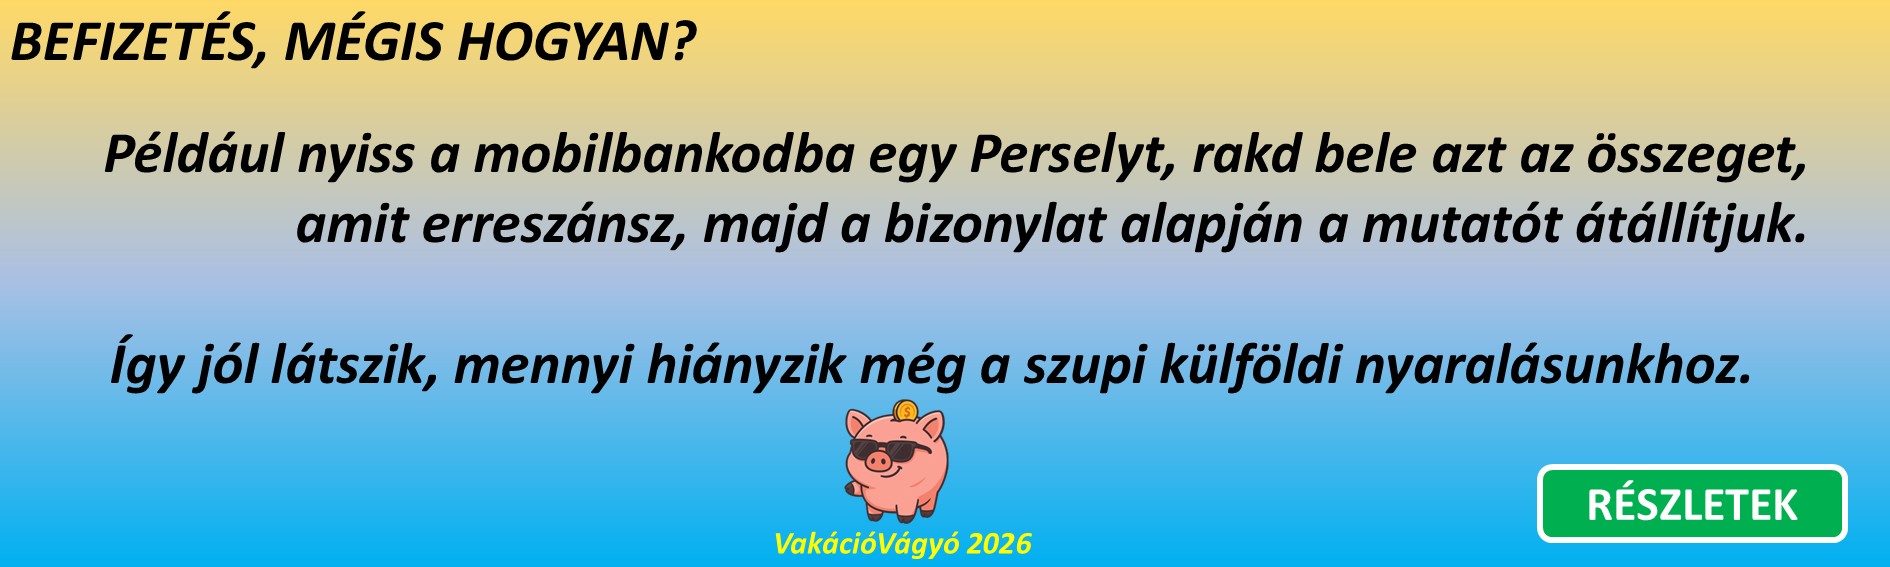 BEFIZETÉS, MÉGIS HOGYAN?
Például nyiss a mobilbankodba egy Perselyt, rakd bele azt az összeget,
amit erreszánsz, majd a bizonylat alapján a mutatót átállítjuk.
Így jól látszik, mennyi hiányzik még a szupi külföldi nyaralásunkhoz.
$
VakációVágyó 2026
RÉSZLETEK